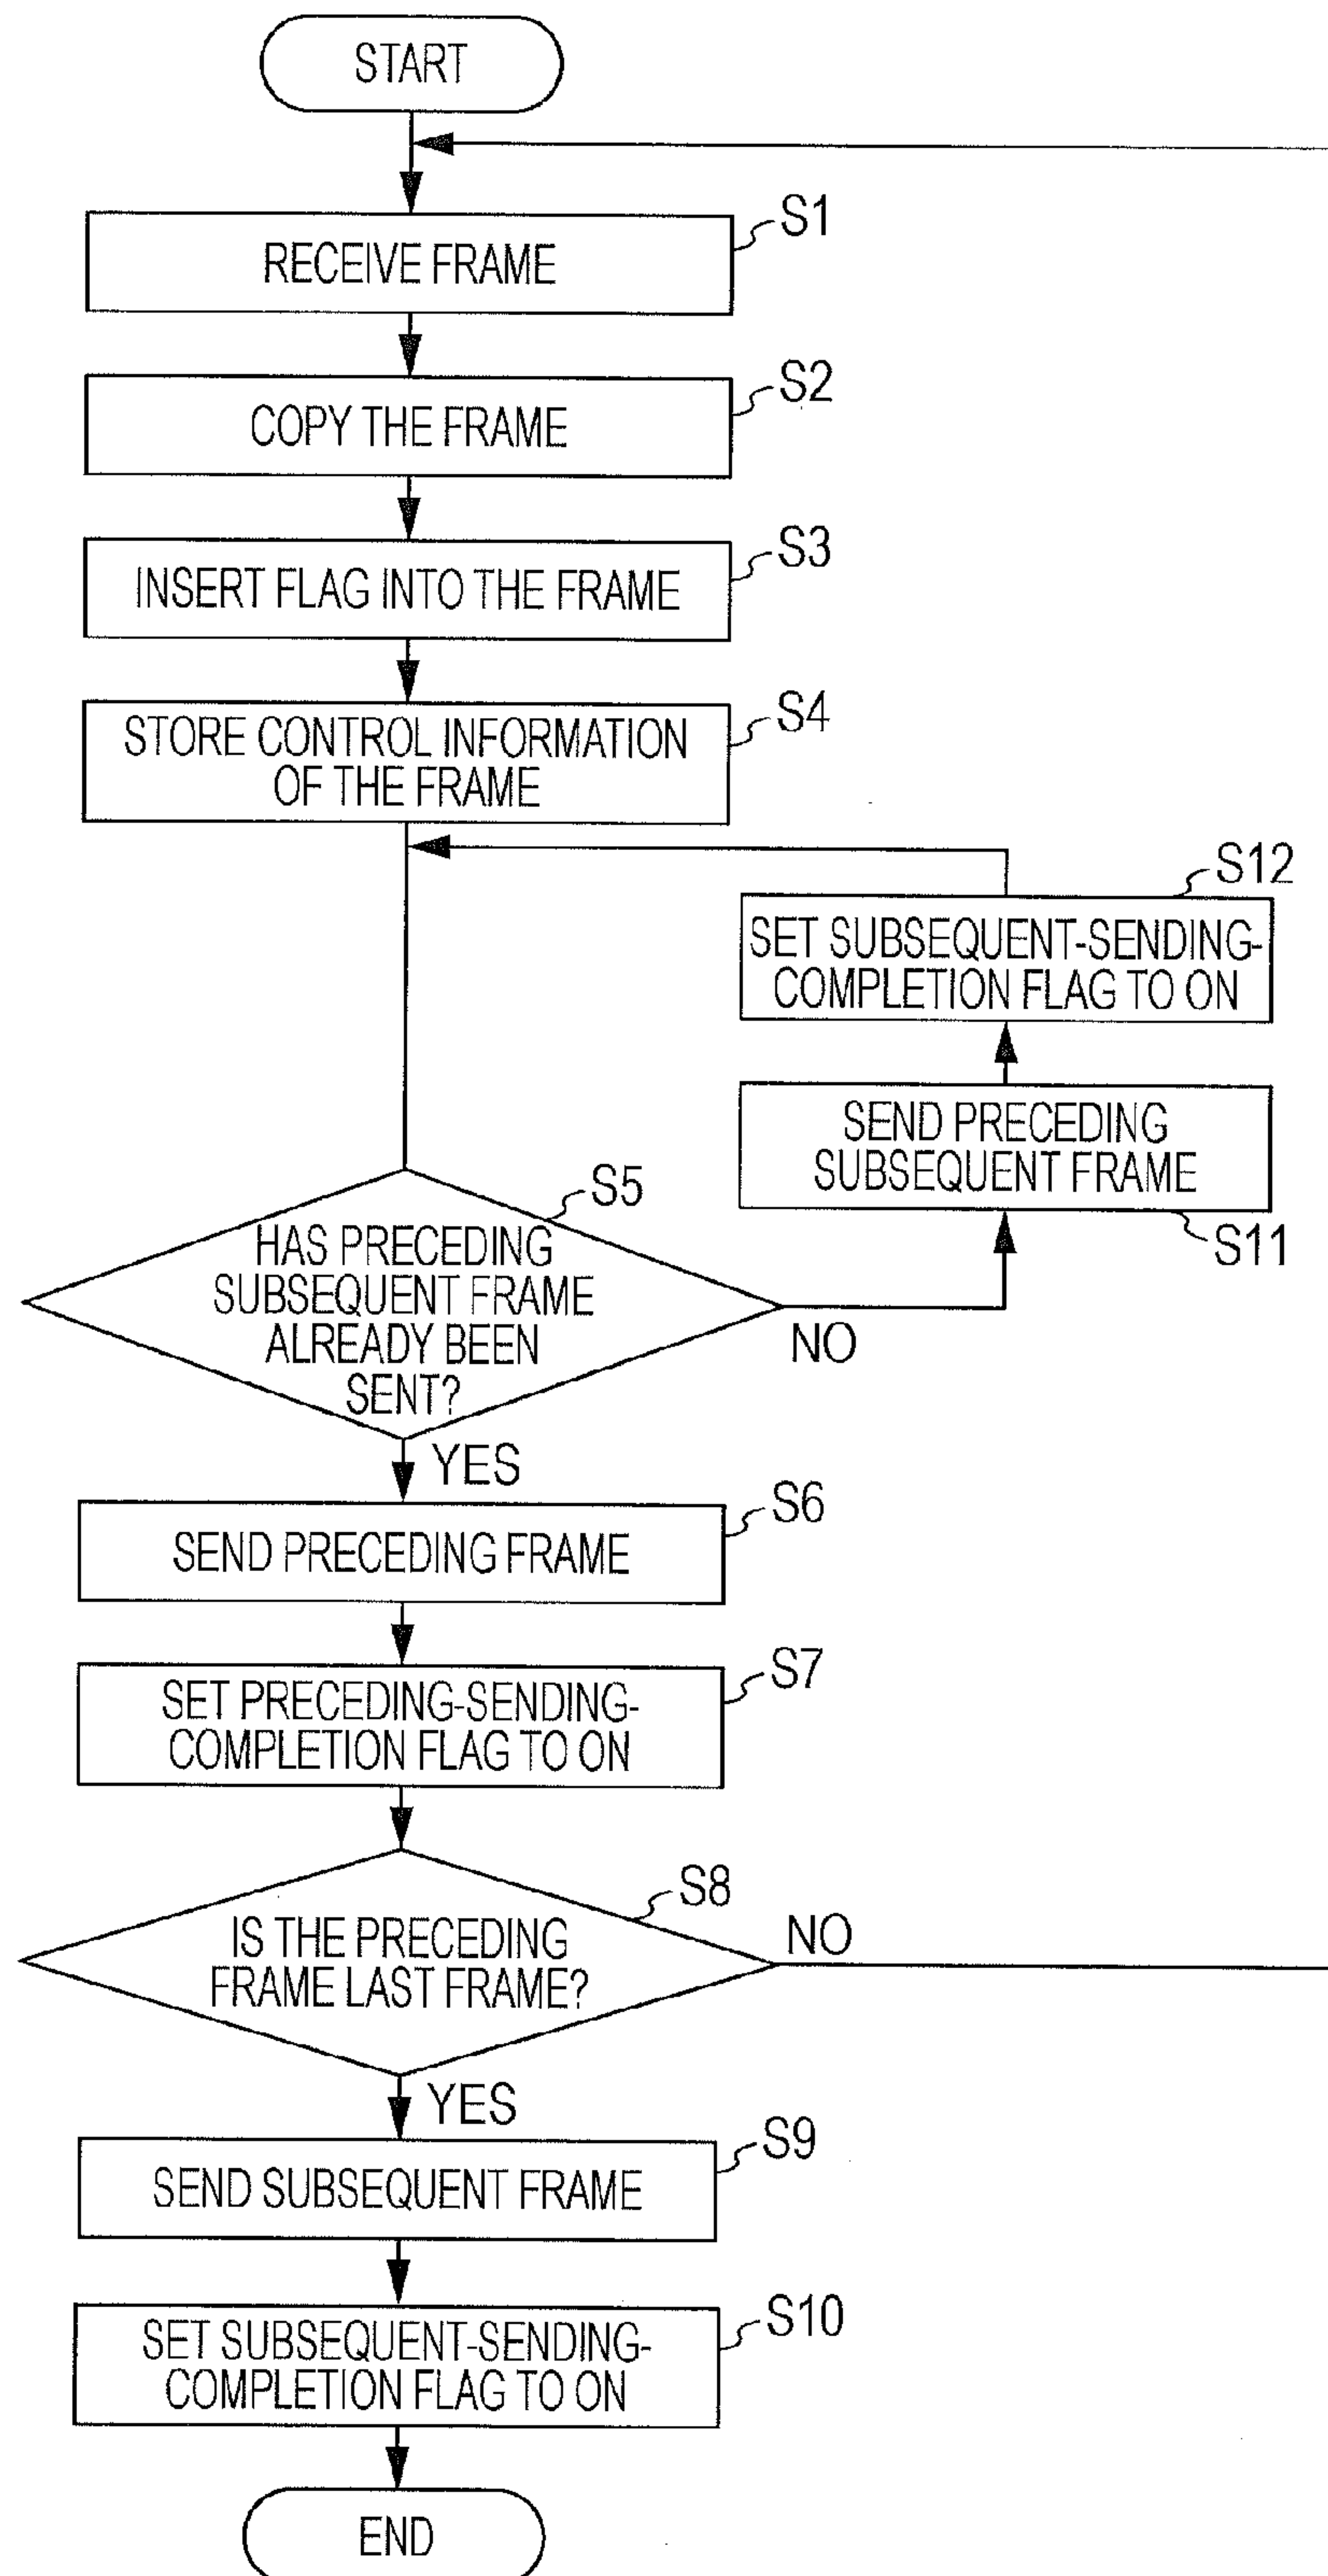 START
S1
RECEIVE FRAME
S2
COPY THE FRAME
S3
INSERT FLAG INTO THE FRAME
S4
STORE CONTROL INFORMATION
OF THE FRAME
S12
SET SUBSEQUENT-SENDING-
COMPLETION FLAG TO ON
SEND PRECEDING
SUBSEQUENT FRAME
S11
S5
HAS PRECEDING
SUBSEQUENT FRAME
ALREADY BEEN
SENT?
NO
YES
S6
SEND PRECEDING FRAME
S7
SET PRECEDING-SENDING-
COMPLETION FLAG TO ON
S8
IS THE PRECEDING
FRAME LAST FRAME?
NO
YES
S9
SEND SUBSEQUENT FRAME
S10
SET SUBSEQUENT-SENDING-
COMPLETION FLAG TO ON
END